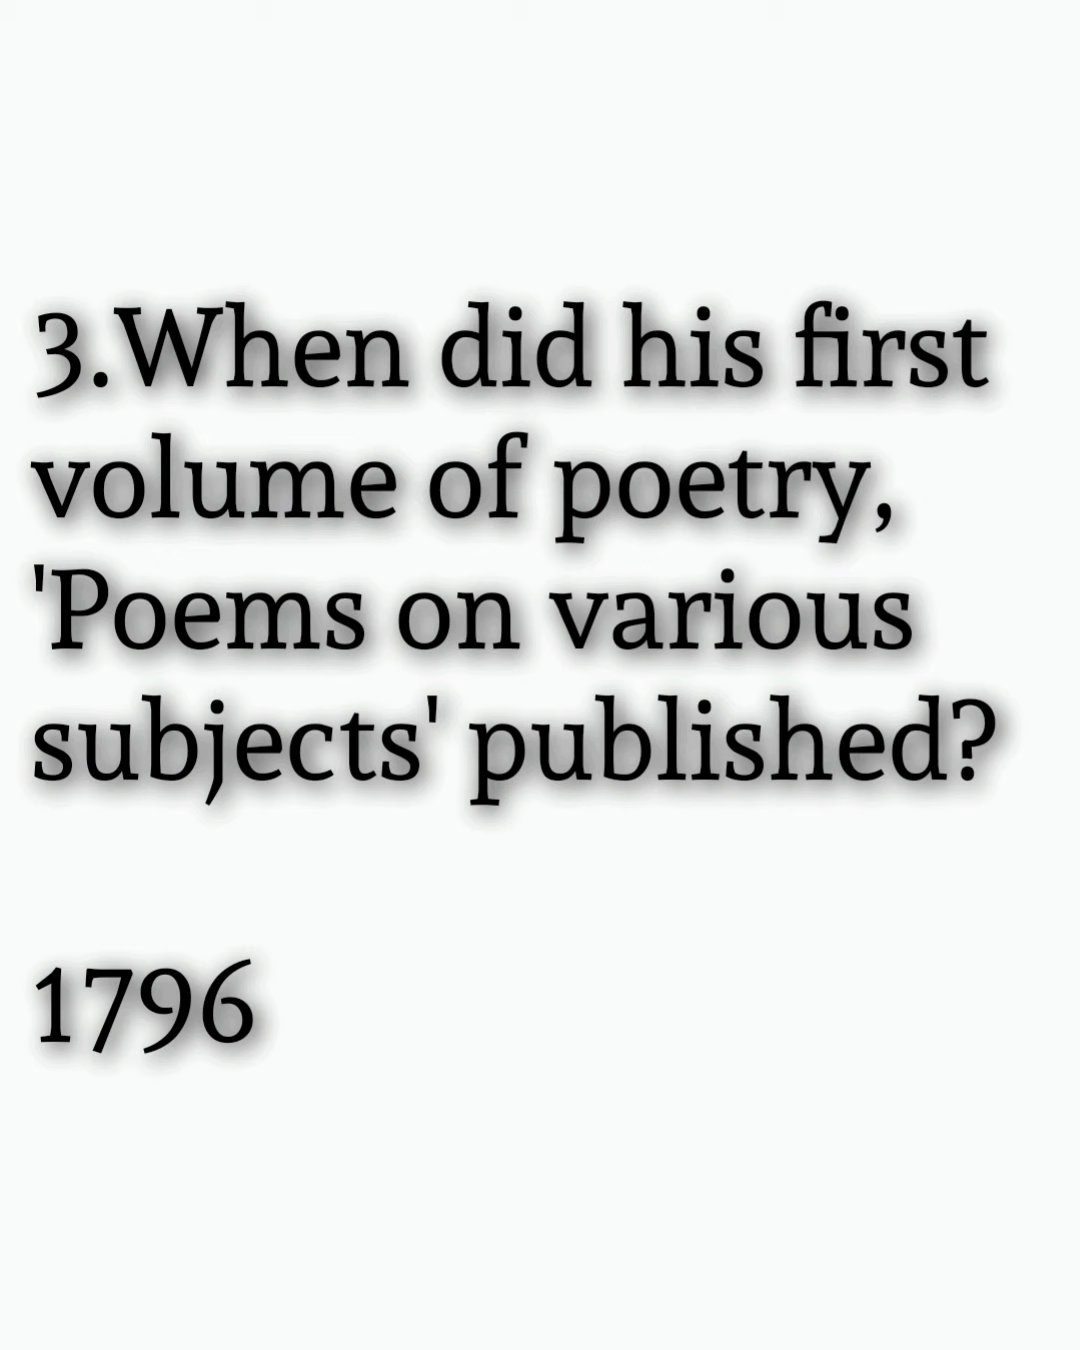 3.When did his first
volume of poetry,
'Poems on various
subjects' published?
1796